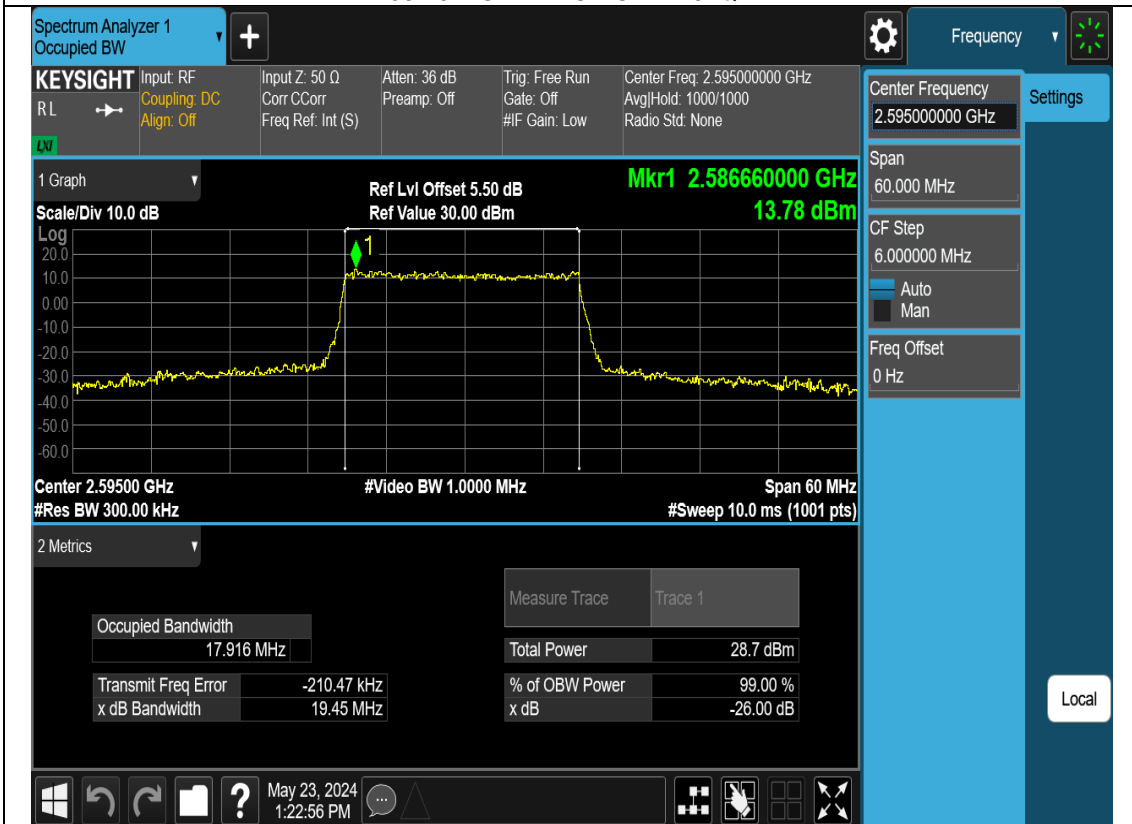 Spectrum Analyzer 1
Occupied BW
+
Frequency
KEYSIGHT
R L
LXI
Input: RF
Coupling: DC
Align: Off
Input Z: 50 Ω
Corr CCorr
Freq Ref: Int (S)
Atten: 36 dB
Preamp: Off
Trig: Free Run
Gate: Off
#IF Gain: Low
Center Freq: 2.595000000 GHz
Avg|Hold: 1000/1000
Radio Std: None
Center Frequency
2.595000000 GHz
Settings
Span
60.000 MHz
CF Step
6.000000 MHz
Auto
Man
Freq Offset
0 Hz
Local
1 Graph
Scale/Div 10.0 dB
Ref Lvl Offset 5.50 dB
Ref Value 30.00 dBm
Mkr1 2.586660000 GHz
13.78 dBm
Log
20.0
10.0
0.00
-10.0
-20.0
-30.0
-40.0
-50.0
-60.0
1
Center 2.59500 GHz
#Video BW 1.0000 MHz
Span 60 MHz
#Res BW 300.00 kHz
#Sweep 10.0 ms (1001 pts)
2 Metrics
Measure Trace Trace 1
Occupied Bandwidth
17.916 MHz
Total Power 28.7 dBm
Transmit Freq Error -210.47 kHz
% of OBW Power 99.00 %
x dB Bandwidth 19.45 MHz
x dB -26.00 dB
?
May 23, 2024
1:22:56 PM